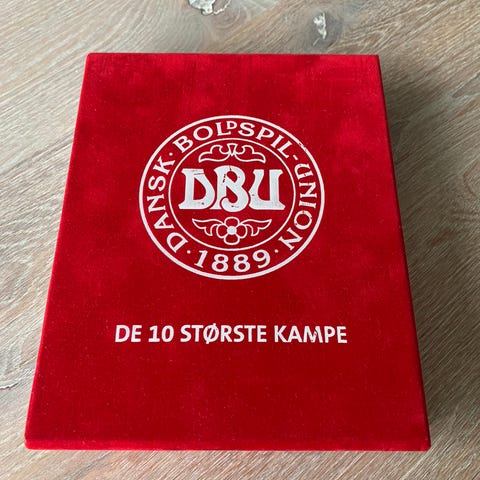 DANSK · BOLDSPIL · UNION
DBU
· 1889 ·
DE 10 STØRSTE KAMPE